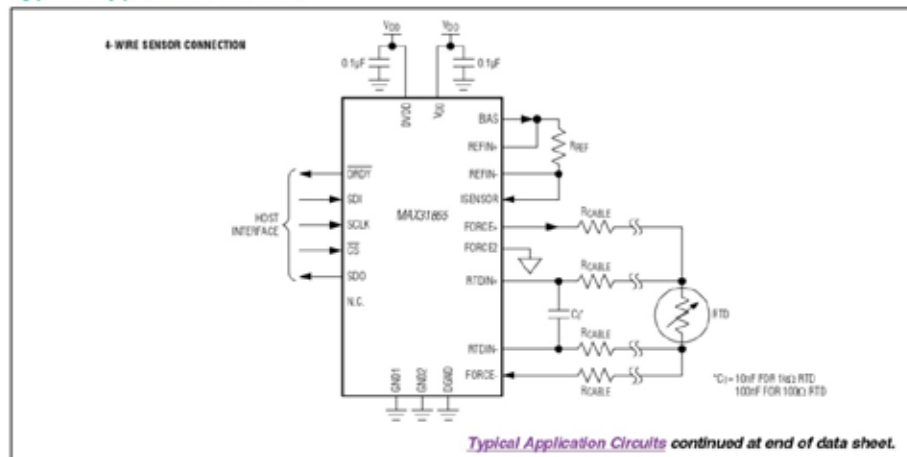 4-WIRE SENSOR CONNECTION
VDD
VDD
0.1µF
0.1µF
DVDD
VDD
BIAS
REFIN+
RREF
REFIN-
ISENSOR
DRDY
SDI
HOST
INTERFACE
SCLK
CS
SDO
N.C.
MAX31865
FORCE+
RCABLE
FORCE2
RTDIN+
RCABLE
CI*
RTD
RTDIN-
RCABLE
FORCE-
RCABLE
GND1
GND2
DGND
*CI = 10nF FOR 1kΩ RTD
100nF FOR 100Ω RTD
Typical Application Circuits continued at end of data sheet.